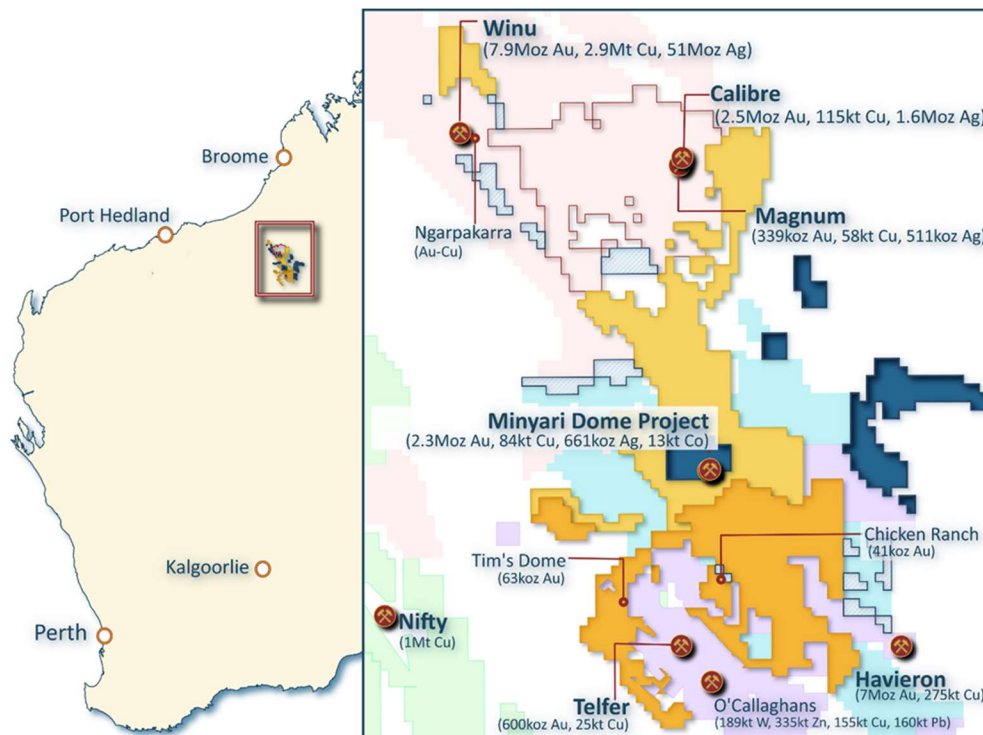 Winu
(7.9Moz Au, 2.9Mt Cu, 51Moz Ag)
Calibre
(2.5Moz Au, 115kt Cu, 1.6Moz Ag)
Broome
Port Hedland
Ngarpakarra
(Au-Cu)
Magnum
(339koz Au, 58kt Cu, 511koz Ag)
Minyari Dome Project
(2.3Moz Au, 84kt Cu, 661koz Ag, 13kt Co)
Chicken Ranch
(41koz Au)
Tim's Dome
(63koz Au)
Kalgoorlie
Perth
Nifty
(1Mt Cu)
Havieron
(7Moz Au, 275kt Cu)
Telfer
(600koz Au, 25kt Cu)
O'Callaghans
(189kt W, 335kt Zn, 155kt Cu, 160kt Pb)